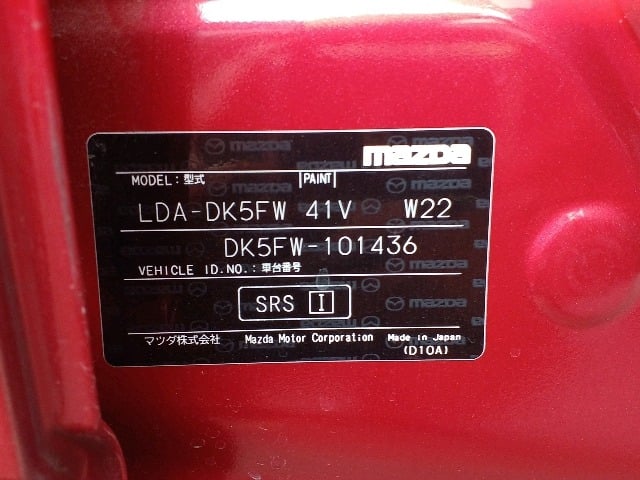 mazda
MODEL:型式 PAINT
LDA-DK5FW 41V W22
DK5FW-101436
VEHICLE ID.NO.:車台番号
SRS I
マツダ株式会社 Mazda Motor Corporation Made in Japan
(D10A)